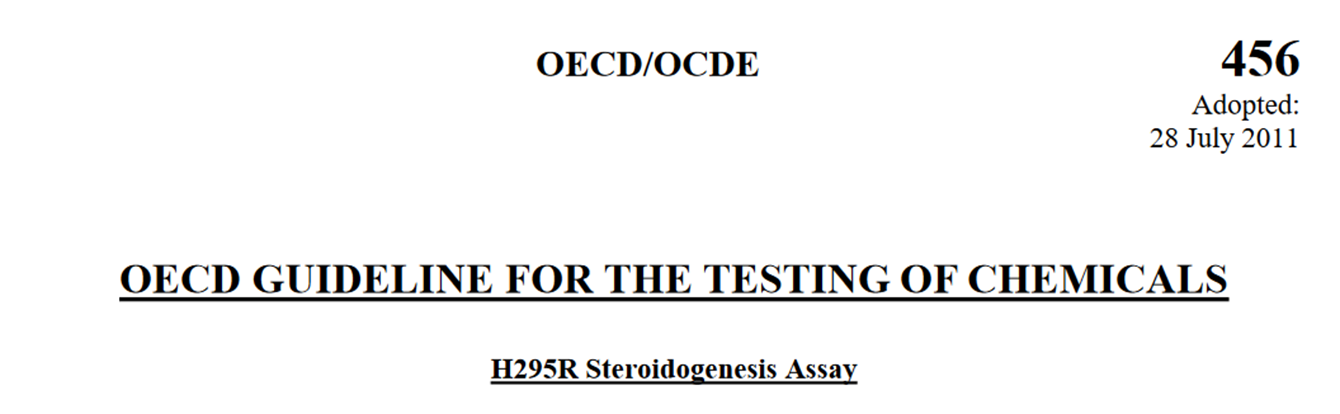 OECD/OCDE
456
Adopted:
28 July 2011
OECD GUIDELINE FOR THE TESTING OF CHEMICALS
H295R Steroidogenesis Assay